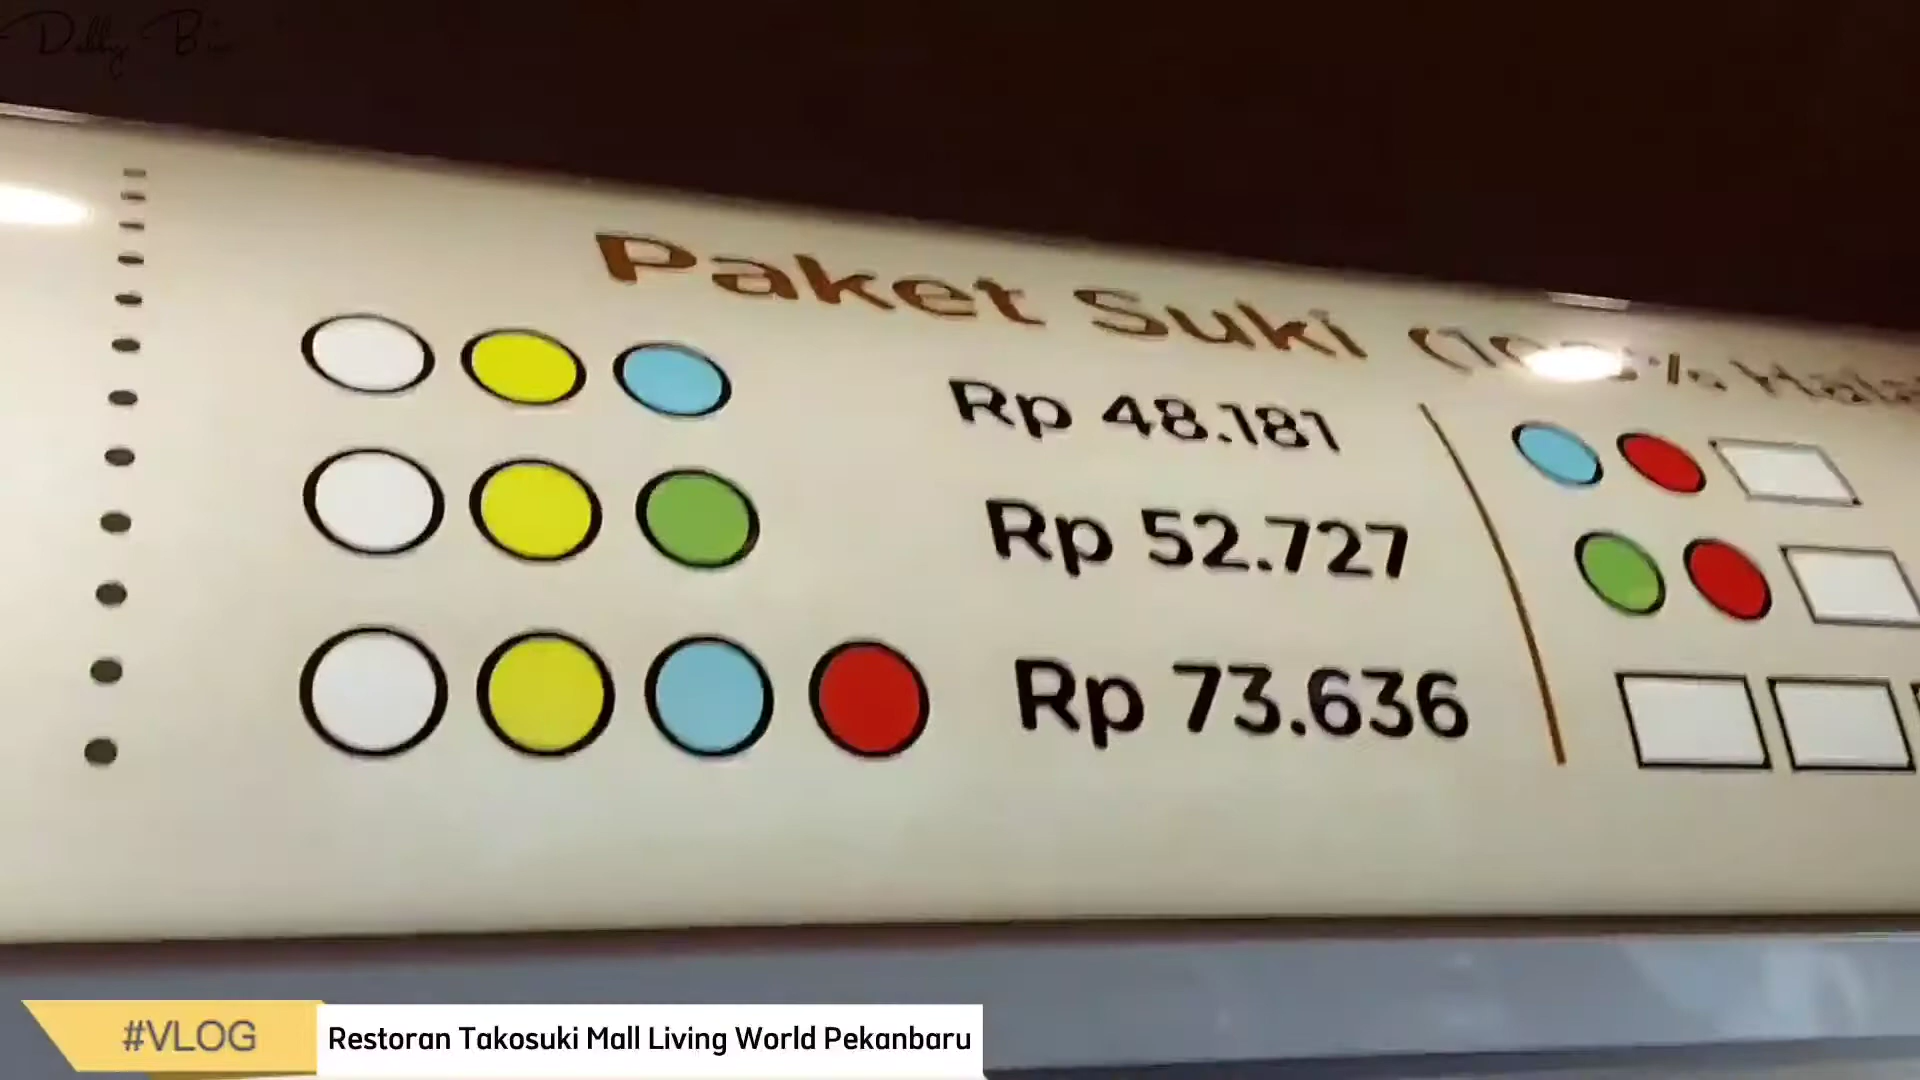 Paket Suki
Rp 48.181
Rp 52.727
Rp 73.636
#VLOG
Restoran Takosuki Mall Living World Pekanbaru